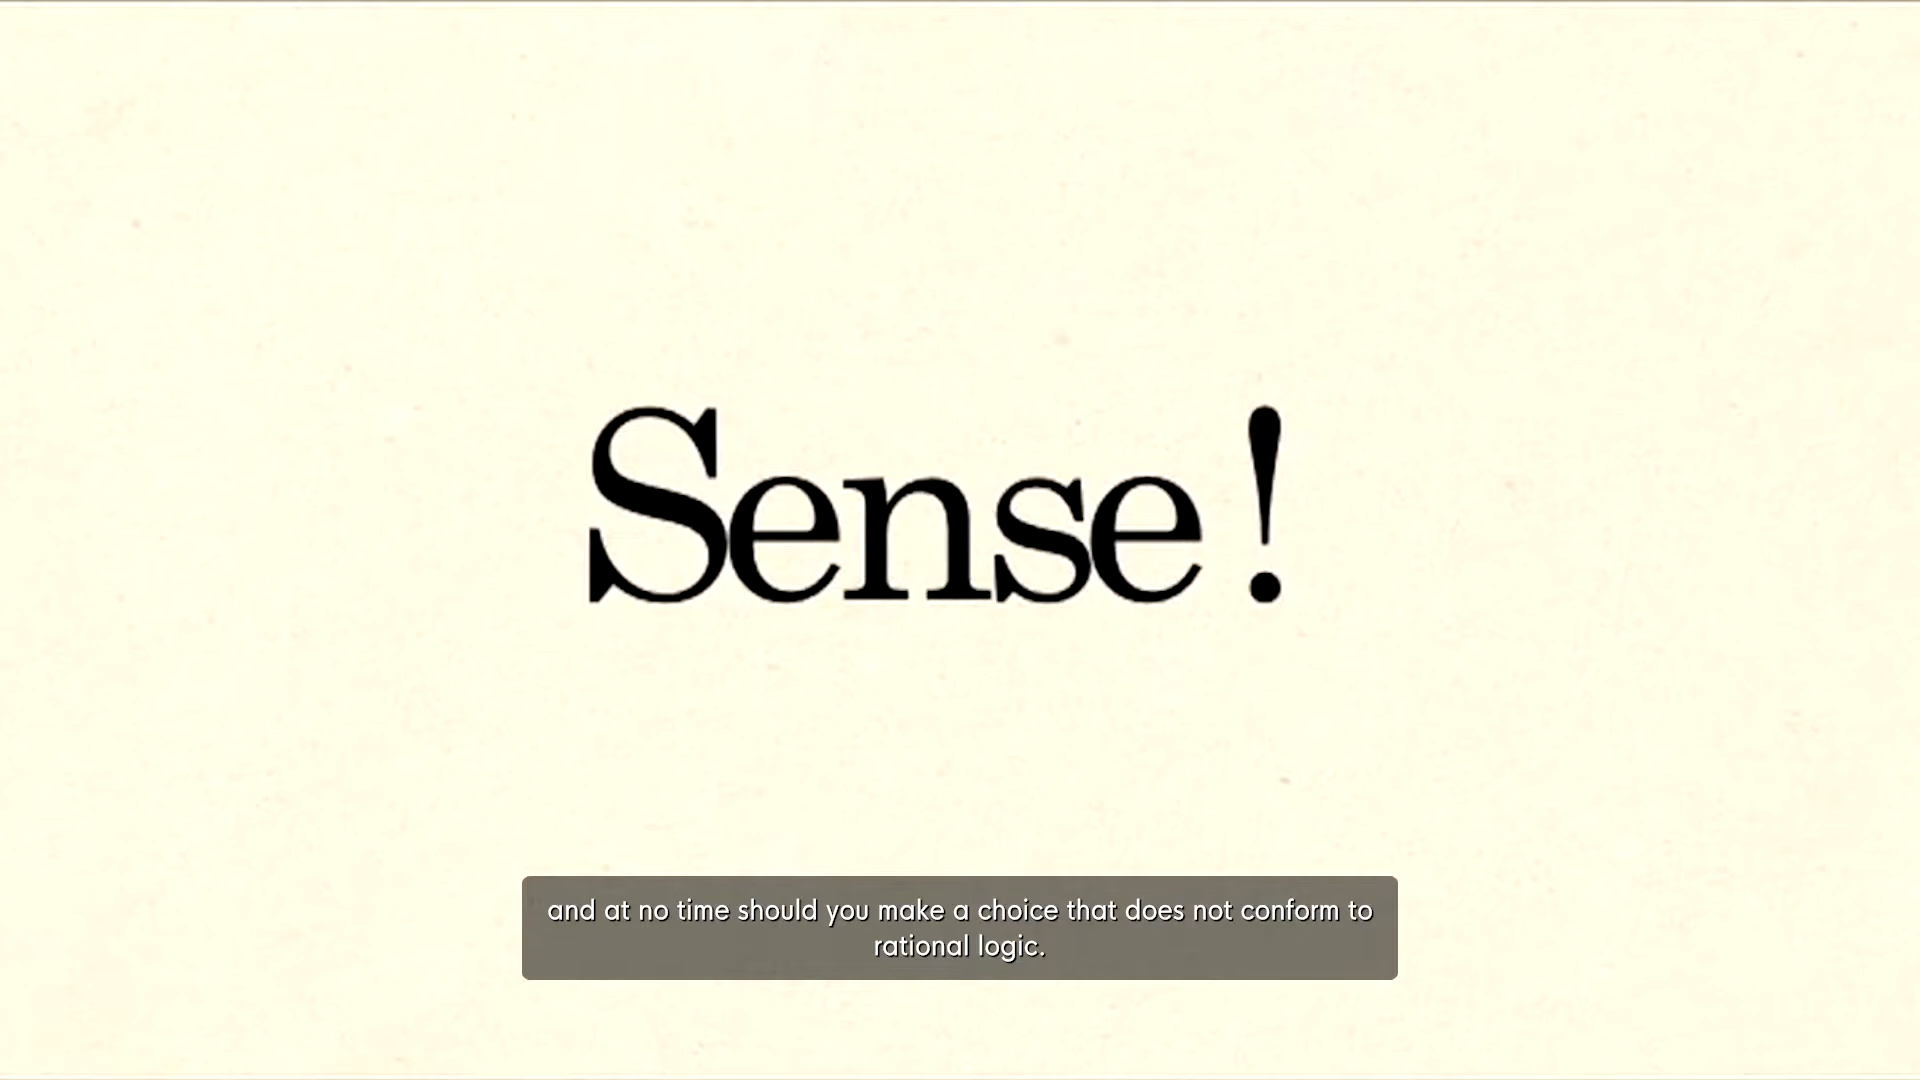 Sense!
and at no time should you make a choice that does not conform to
rational logic.